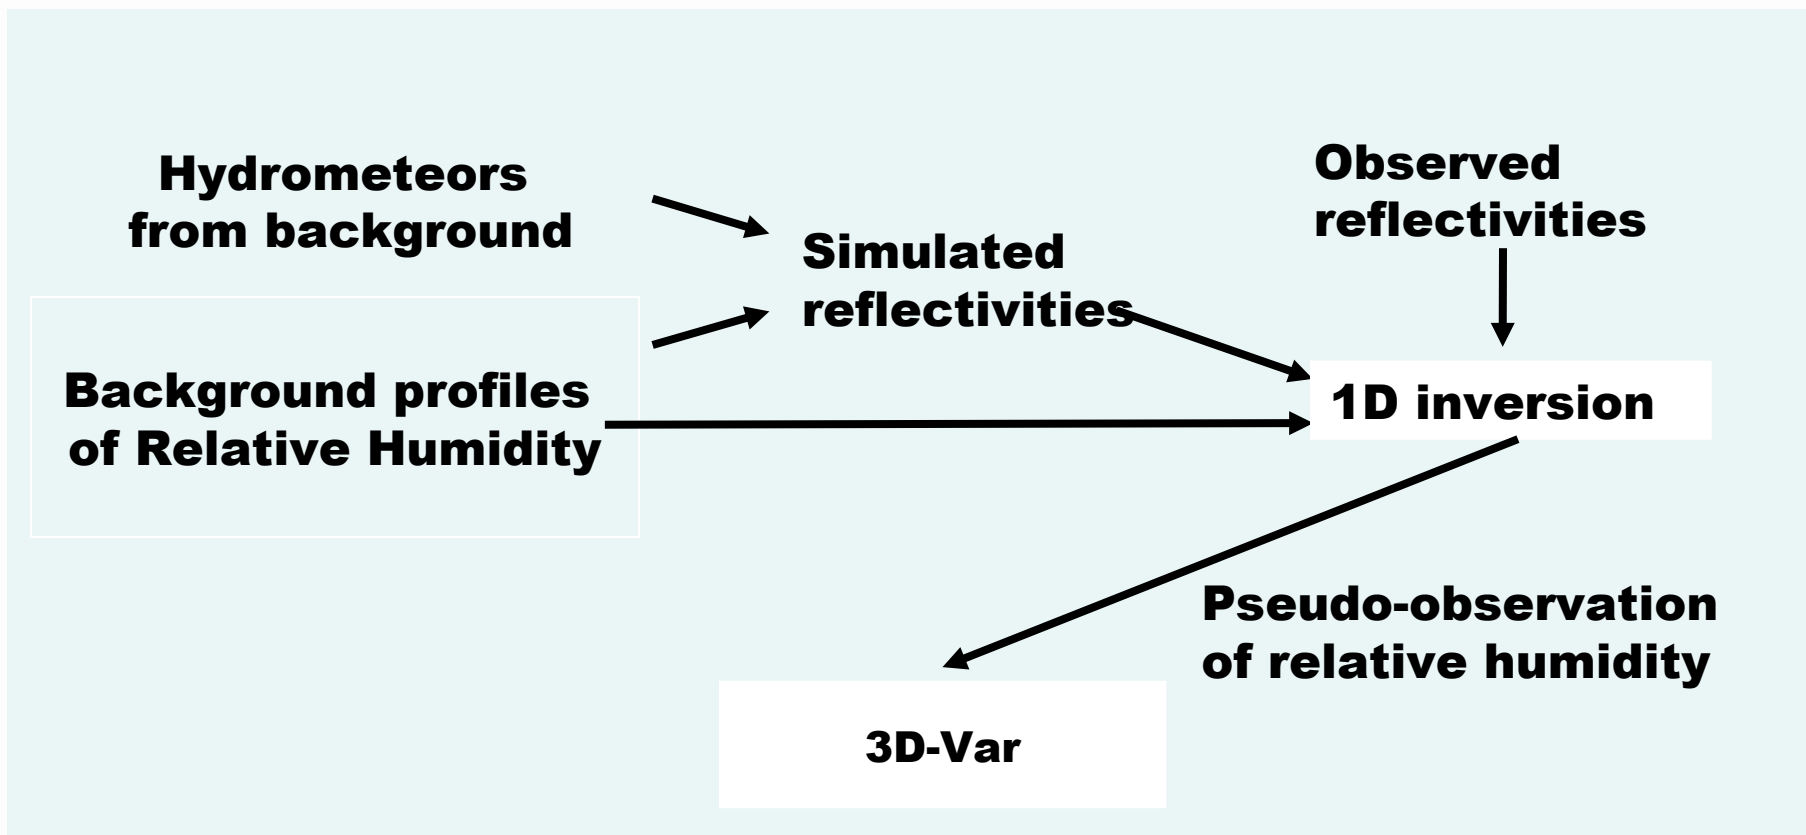 Hydrometeors
from background
Observed
reflectivities
Simulated
reflectivities
Background profiles
of Relative Humidity
1D inversion
Pseudo-observation
of relative humidity
3D-Var